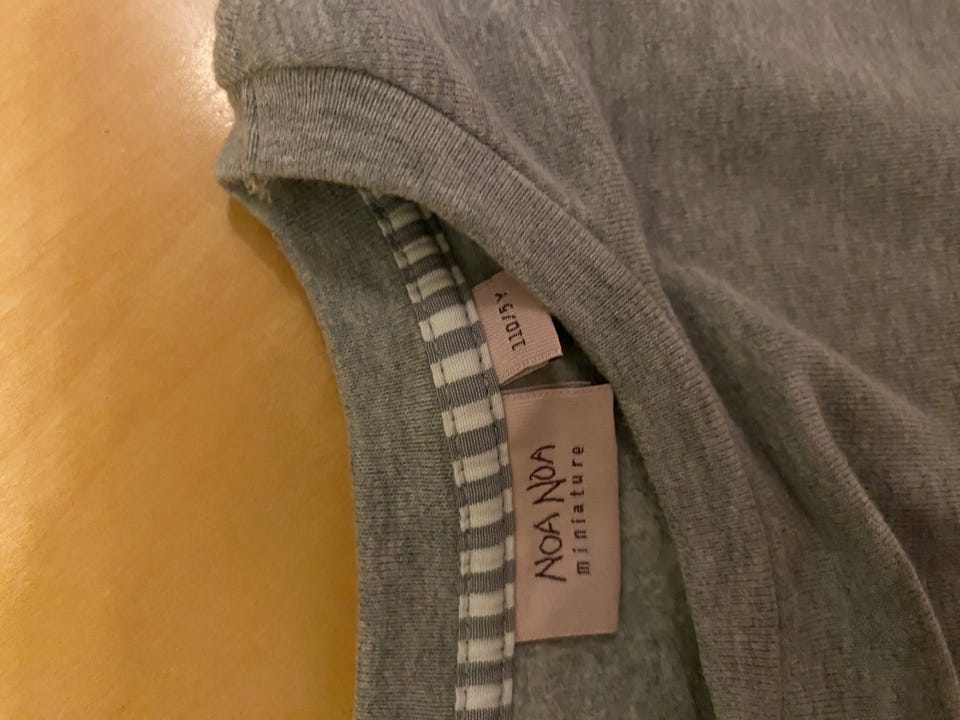 NOA NOA
miniature
110/5 Y